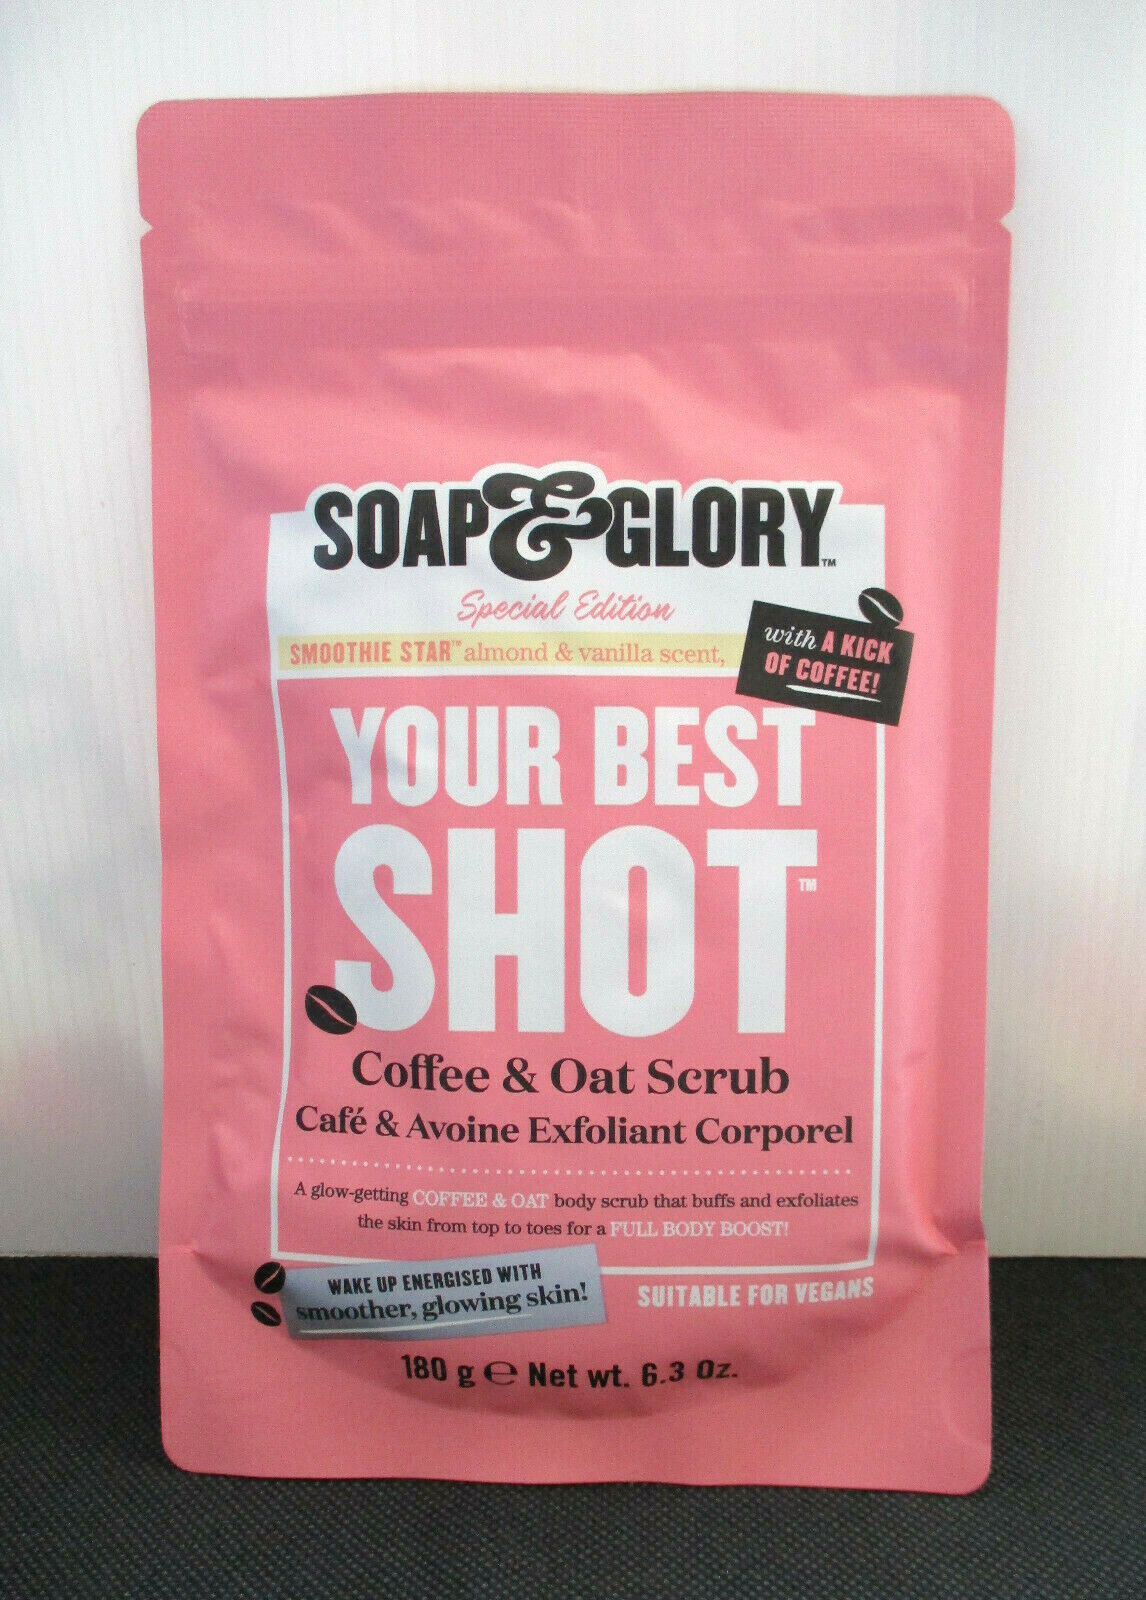 SOAP & GLORY™
Special Edition
SMOOTHIE STAR™ almond & vanilla scent,
with A KICK
OF COFFEE!
YOUR BEST
SHOT™
Coffee & Oat Scrub
Café & Avoine Exfoliant Corporel
A glow-getting COFFEE & OAT body scrub that buffs and exfoliates
the skin from top to toes for a FULL BODY BOOST!
WAKE UP ENERGISED WITH
smoother, glowing skin!
SUITABLE FOR VEGANS
180 g ℮ Net wt. 6.3 Oz.